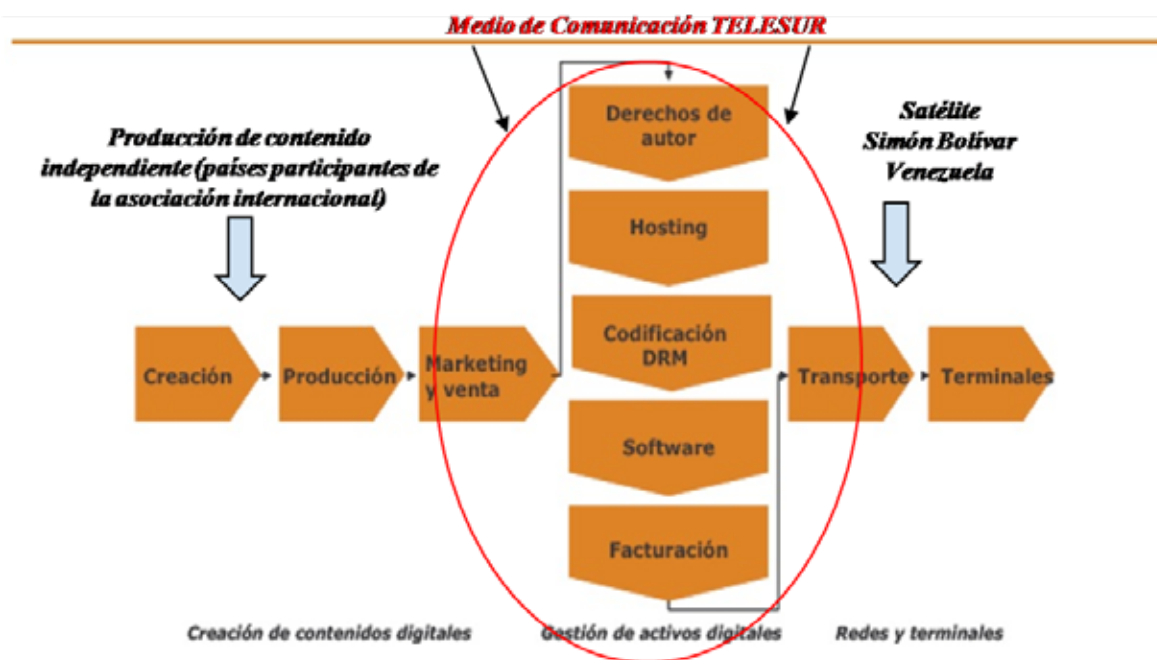 Medio de Comunicación TELESUR
Producción de contenido
independiente (países participantes de
la asociación internacional)
Satélite
Simón Bolívar
Venezuela
Creación
Producción
Marketing
y venta
Derechos de
autor
Hosting
Codificación
DRM
Software
Facturación
Transporte
Terminales
Creación de contenidos digitales
Gestión de activos digitales
Redes y terminales